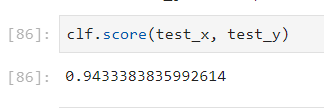 [86]: clf.score(test_x, test_y)
[86]: 0.9433383835992614